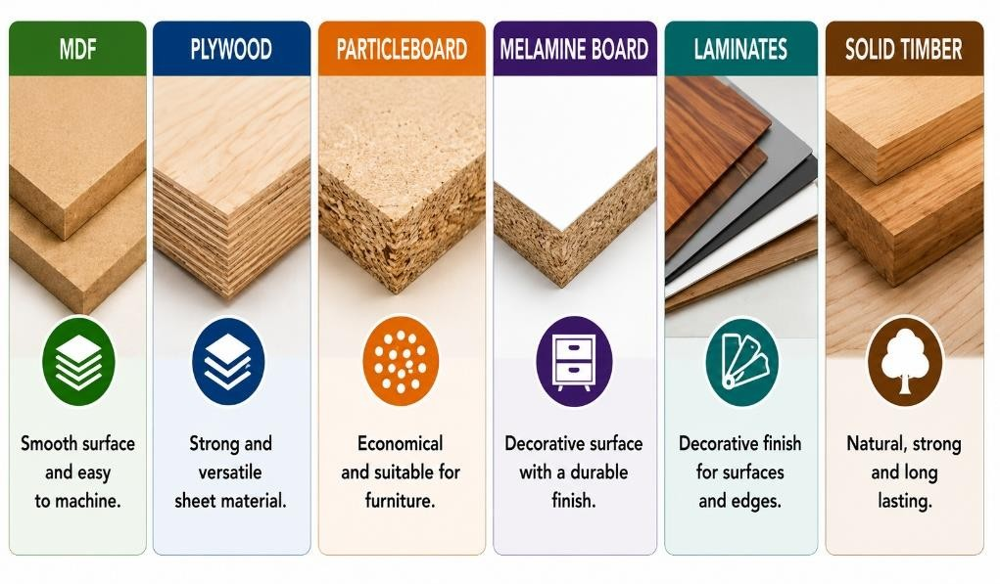 MDF
Smooth surface
and easy
to machine.
PLYWOOD
Strong and
versatile
sheet material.
PARTICLEBOARD
Economical
and suitable for
furniture.
MELAMINE BOARD
Decorative surface
with a durable
finish.
LAMINATES
Decorative finish
for surfaces
and edges.
SOLID TIMBER
Natural, strong
and long
lasting.